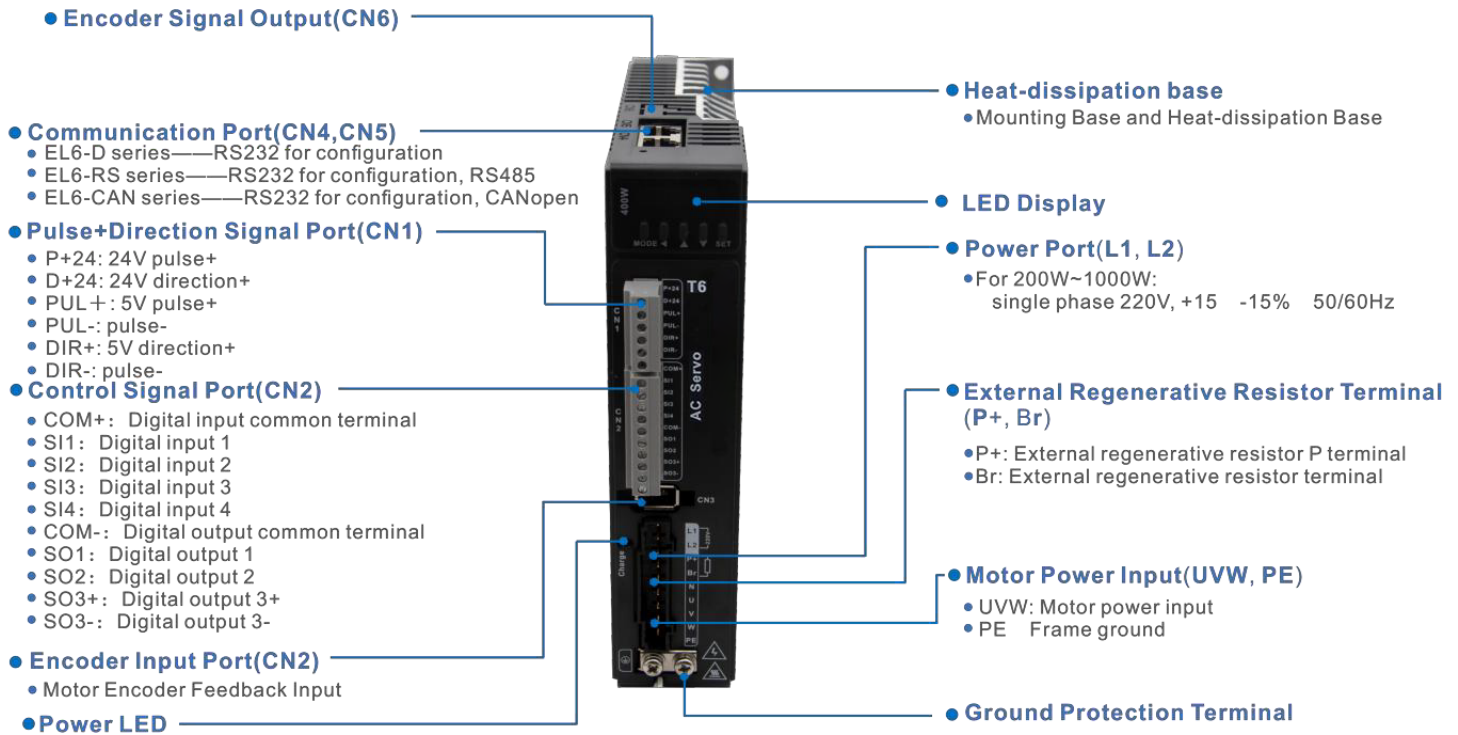 Encoder Signal Output(CN6)
Communication Port(CN4,CN5)
EL6-D series——RS232 for configuration
EL6-RS series——RS232 for configuration, RS485
EL6-CAN series——RS232 for configuration, CANopen
Pulse+Direction Signal Port(CN1)
P+24: 24V pulse+
D+24: 24V direction+
PUL+: 5V pulse+
PUL-: pulse-
DIR+: 5V direction+
DIR-: pulse-
Control Signal Port(CN2)
COM+: Digital input common terminal
SI1: Digital input 1
SI2: Digital input 2
SI3: Digital input 3
SI4: Digital input 4
COM-: Digital output common terminal
SO1: Digital output 1
SO2: Digital output 2
SO3+: Digital output 3+
SO3-: Digital output 3-
Encoder Input Port(CN2)
Motor Encoder Feedback Input
Power LED
400W
MODE SET
T6
CN1
P+24
D+24
PUL+
PUL-
DIR+
DIR-
AC Servo
CN2
COM+
SI1
SI2
SI3
SI4
COM-
SO1
SO2
SO3+
SO3-
CN3
Charge
L1
L2
220V
P+
Br
N
U
V
W
PE
Heat-dissipation base
Mounting Base and Heat-dissipation Base
LED Display
Power Port(L1, L2)
For 200W~1000W:
single phase 220V, +15 -15% 50/60Hz
External Regenerative Resistor Terminal
(P+, Br)
P+: External regenerative resistor P terminal
Br: External regenerative resistor terminal
Motor Power Input(UVW, PE)
UVW: Motor power input
PE Frame ground
Ground Protection Terminal